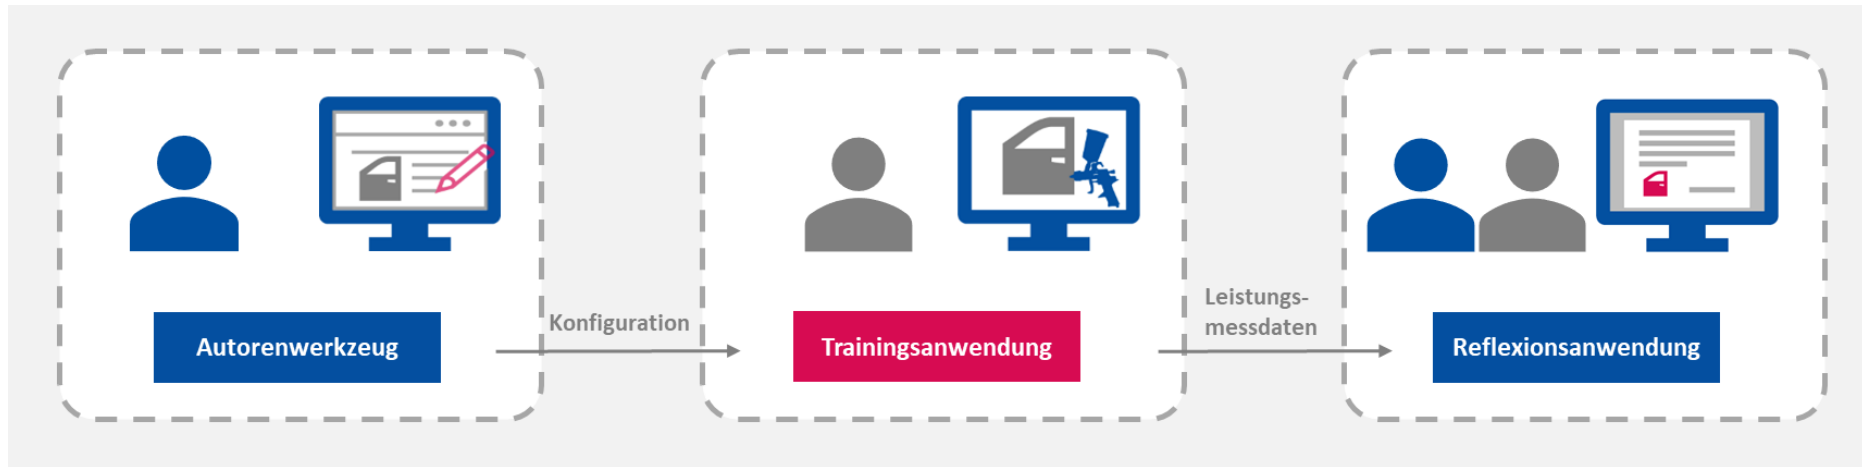 Autorenwerkzeug
Konfiguration
Trainingsanwendung
Leistungs-
messdaten
Reflexionsanwendung